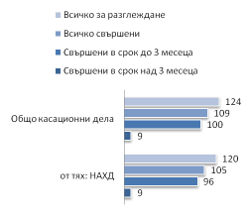 Всичко за разглеждане
Всичко свършени
Свършени в срок до 3 месеца
Свършени в срок над 3 месеца
Общо касационни дела
124
109
100
9
от тях: НАХД
120
105
96
9